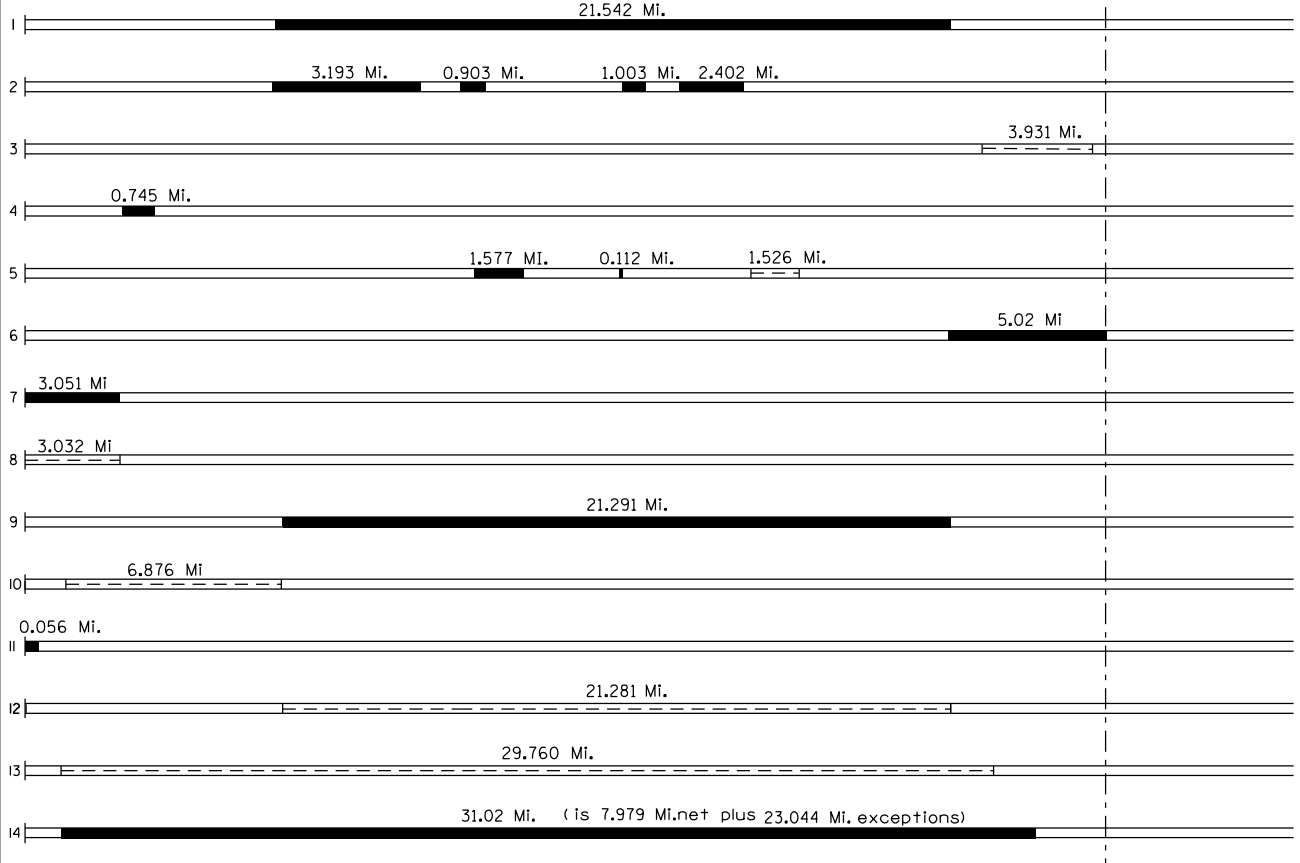 21.542 Mi.
1
3.193 Mi. 0.903 Mi. 1.003 Mi. 2.402 Mi.
2
3.931 Mi.
3
0.745 Mi.
4
1.577 MI. 0.112 Mi. 1.526 Mi.
5
5.02 Mi
6
3.051 Mi
7
3.032 Mi
8
21.291 Mi.
9
6.876 Mi
10
0.056 Mi.
11
21.281 Mi.
12
29.760 Mi.
13
31.02 Mi. (is 7.979 Mi.net plus 23.044 Mi. exceptions)
14